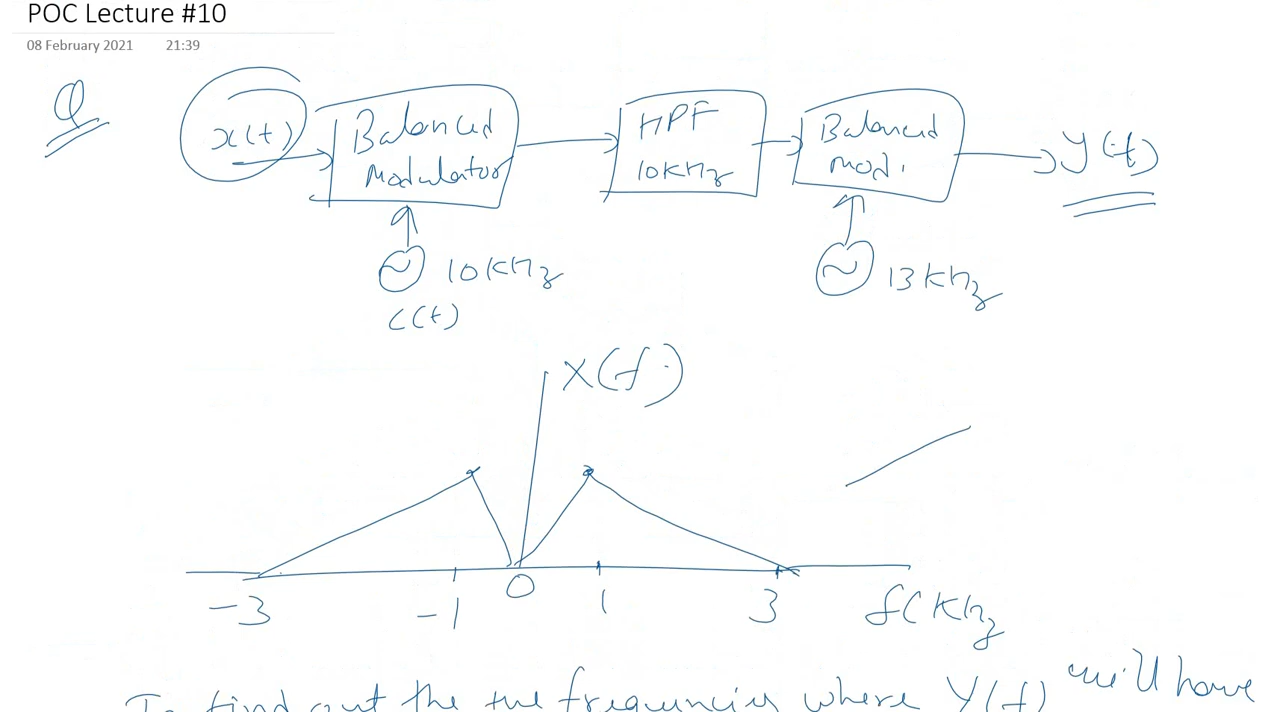 POC Lecture #10
08 February 2021 21:39
Q
x(t) Balanced Modulator HPF 10KHz Balanced mod. y(t)
10KHz 13KHz
c(t)
X(f)
-3 -1 0 1 3 f(KHz
To find out the +ve frequencies where Y(f) will have